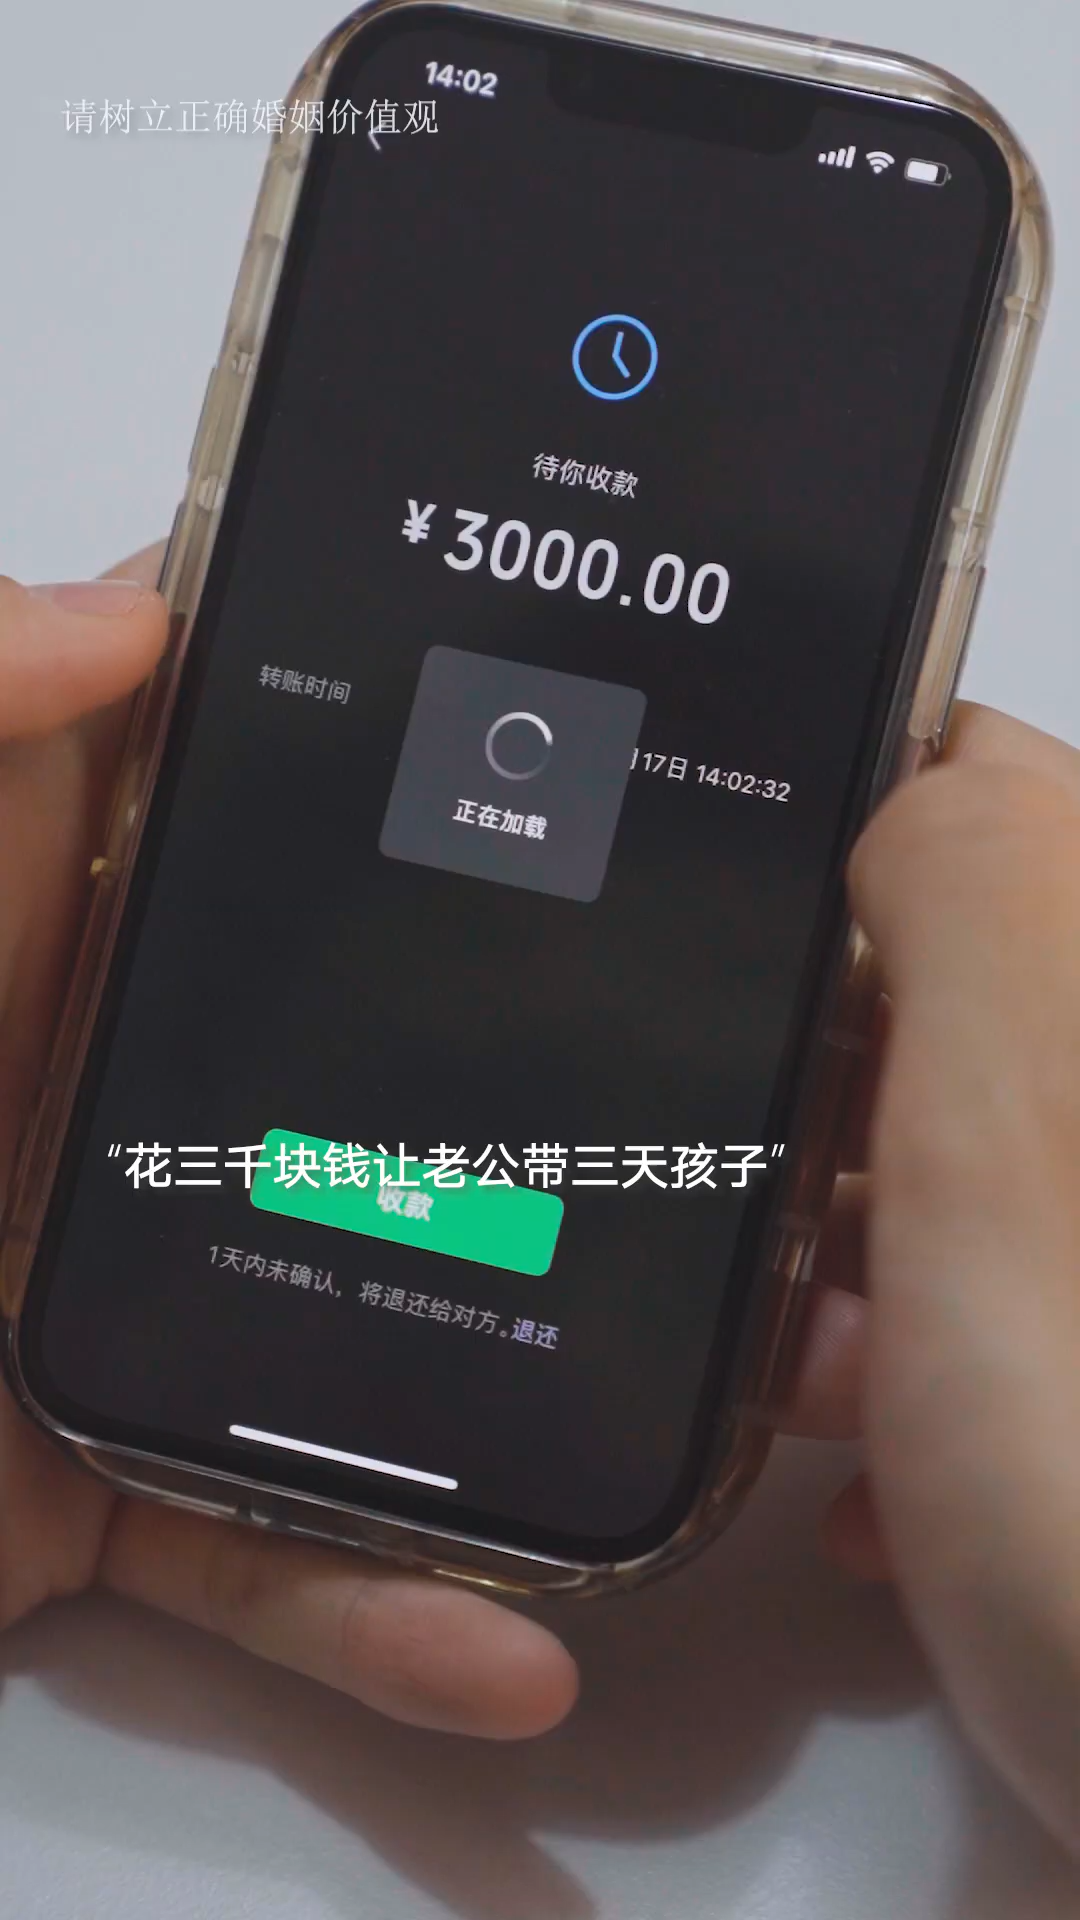 14:02
请树立正确婚姻价值观
待你收款
¥3000.00
转账时间
月17日 14:02:32
正在加载
“花三千块钱让老公带三天孩子”
收款
1天内未确认，将退还给对方。退还